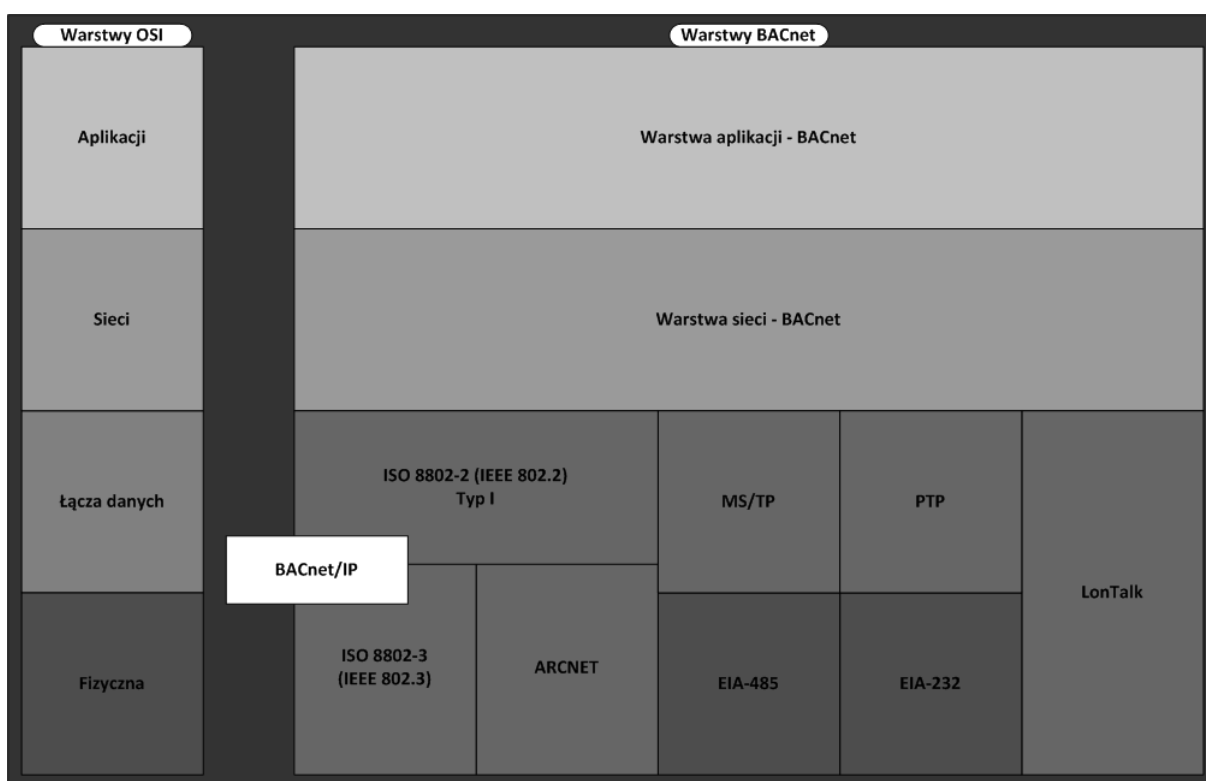 Warstwy OSI
Warstwy BACnet
Aplikacji
Warstwa aplikacji - BACnet
Sieci
Warstwa sieci - BACnet
Łącza danych
ISO 8802-2 (IEEE 802.2)
Typ I
MS/TP
PTP
BACnet/IP
LonTalk
Fizyczna
ISO 8802-3
(IEEE 802.3)
ARCNET
EIA-485
EIA-232